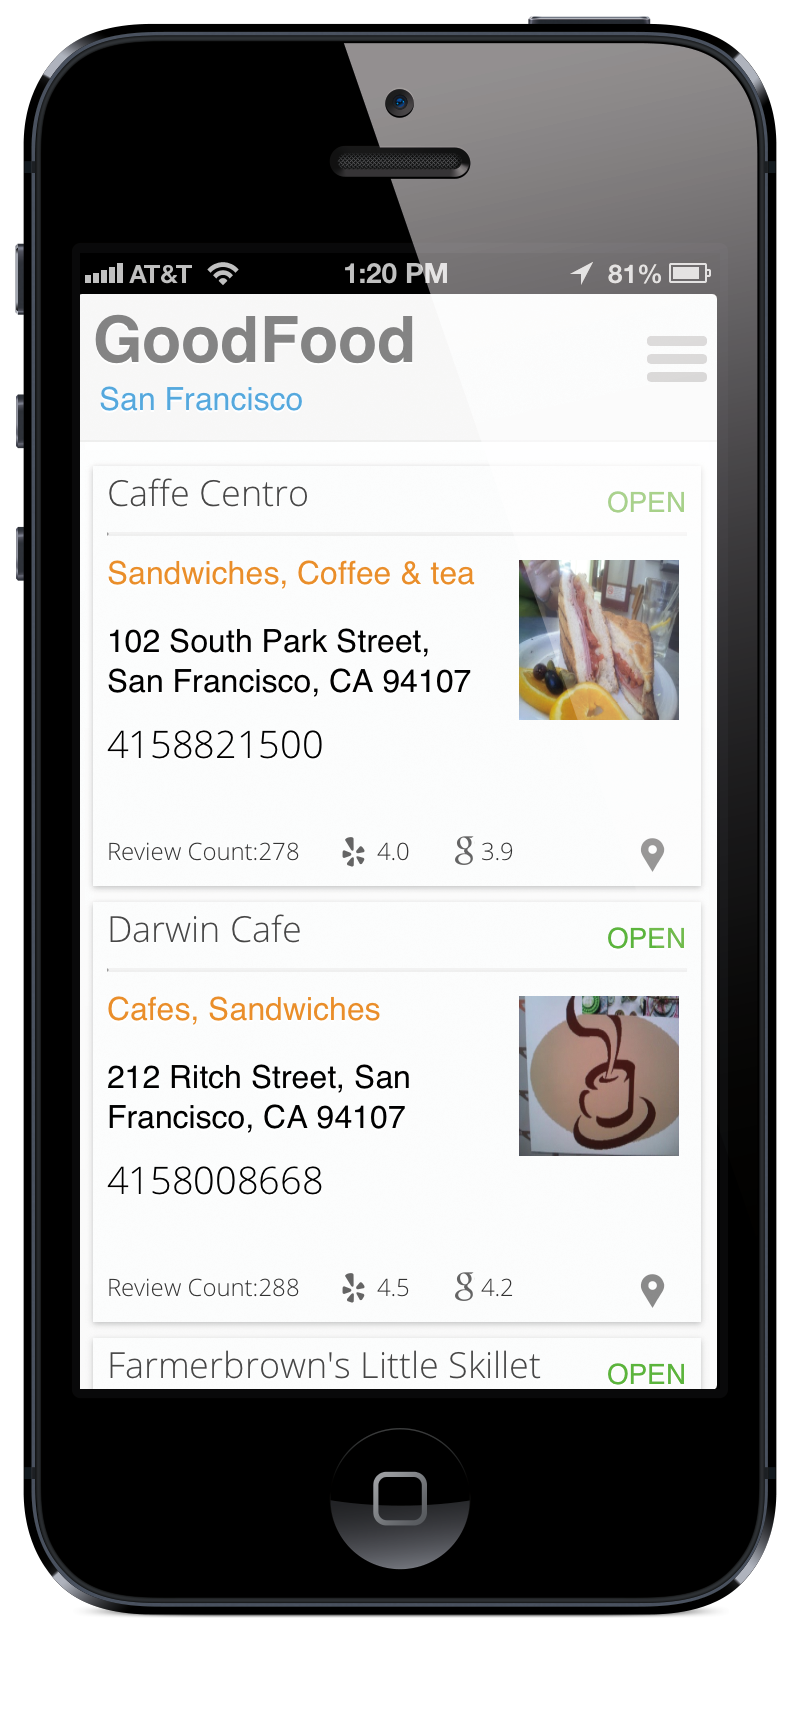 AT&T 1:20 PM 81%
GoodFood
San Francisco
Caffe Centro OPEN
Sandwiches, Coffee & tea
102 South Park Street,
San Francisco, CA 94107
4158821500
Review Count:278 4.0 g 3.9
Darwin Cafe OPEN
Cafes, Sandwiches
212 Ritch Street, San
Francisco, CA 94107
4158008668
Review Count:288 4.5 g 4.2
Farmerbrown's Little Skillet OPEN